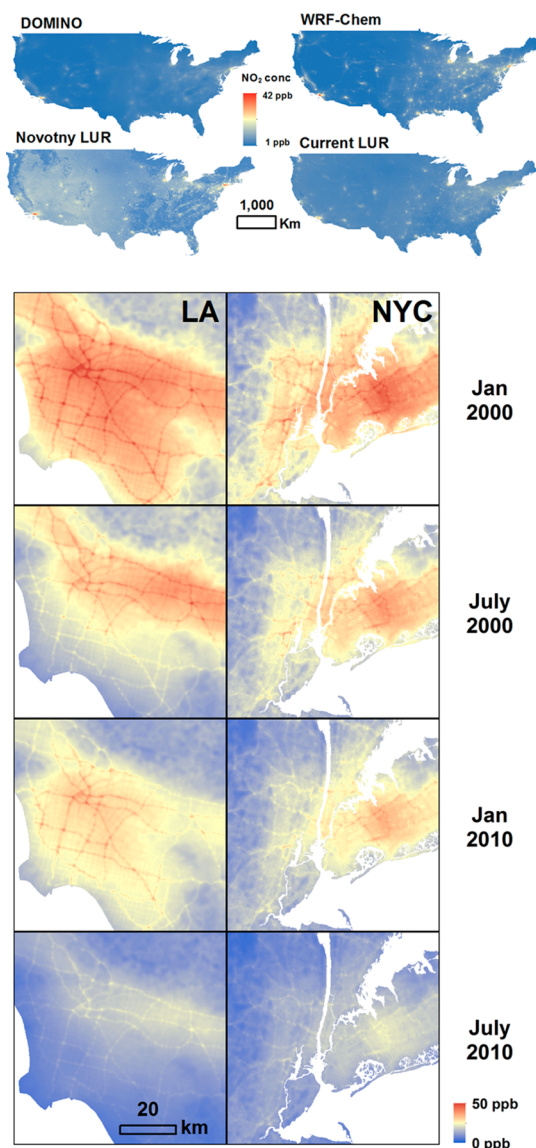 DOMINO
WRF-Chem
NO₂ conc
42 ppb
1 ppb
Novotny LUR
Current LUR
1,000
Km
LA
NYC
Jan
2000
July
2000
Jan
2010
July
2010
20
km
50 ppb
0 ppb